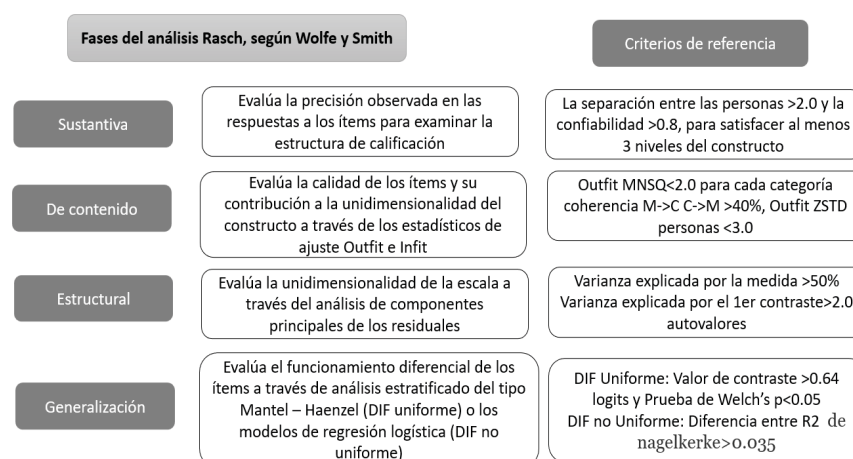 Fases del análisis Rasch, según Wolfe y Smith
Criterios de referencia
Sustantiva
Evalúa la precisión observada en las
respuestas a los ítems para examinar la
estructura de calificación
La separación entre las personas >2.0 y la
confiabilidad >0.8, para satisfacer al menos
3 niveles del constructo
De contenido
Evalúa la calidad de los ítems y su
contribución a la unidimensionalidad del
constructo a través de los estadísticos de
ajuste Outfit e Infit
Outfit MNSQ<2.0 para cada categoría
coherencia M->C C->M >40%, Outfit ZSTD
personas <3.0
Estructural
Evalúa la unidimensionalidad de la escala a
través del análisis de componentes
principales de los residuales
Varianza explicada por la medida >50%
Varianza explicada por el 1er contraste>2.0
autovalores
Generalización
Evalúa el funcionamiento diferencial de los
ítems a través de análisis estratificado del tipo
Mantel – Haenzel (DIF uniforme) o los
modelos de regresión logística (DIF no
uniforme)
DIF Uniforme: Valor de contraste >0.64
logits y Prueba de Welch’s p<0.05
DIF no Uniforme: Diferencia entre R2 de
nagelkerke>0.035